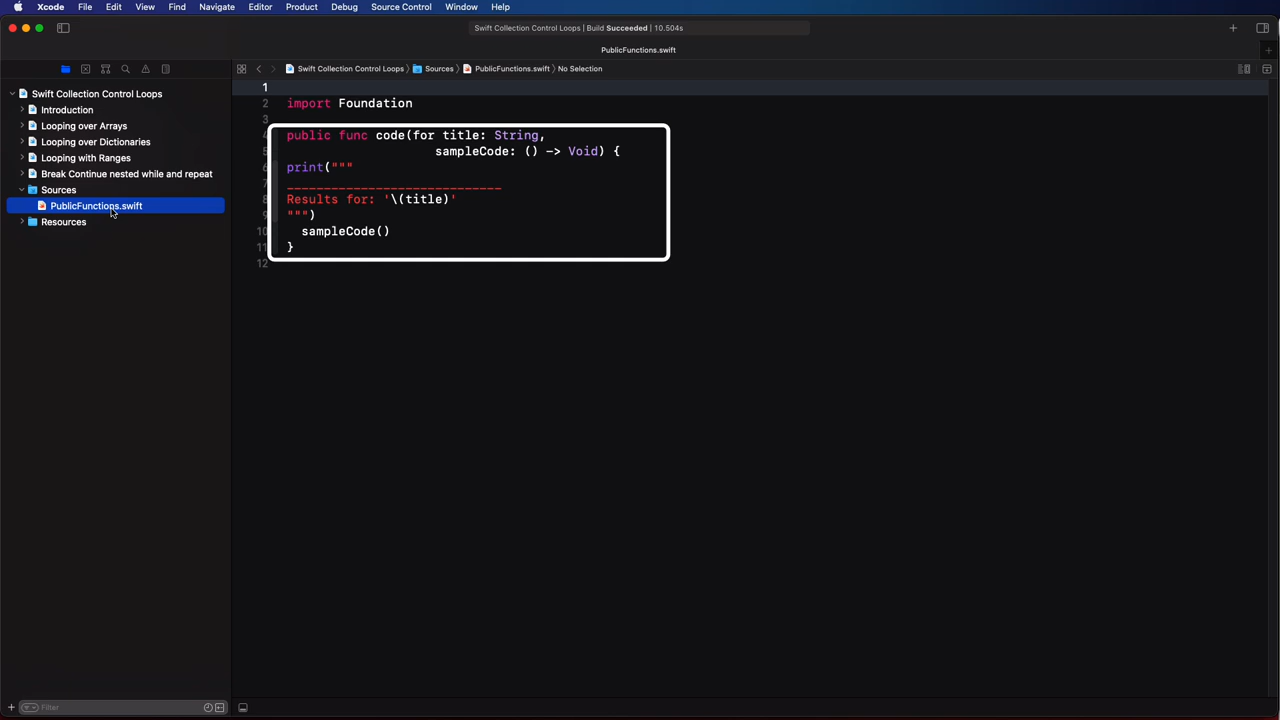 Xcode File Edit View Find Navigate Editor Product Debug Source Control Window Help
Swift Collection Control Loops | Build Succeeded | 10.504s
PublicFunctions.swift
Swift Collection Control Loops
Introduction
Looping over Arrays
Looping over Dictionaries
Looping with Ranges
Break Continue nested while and repeat
Sources
PublicFunctions.swift
Resources
Filter
Swift Collection Control Loops 〉 Sources 〉 PublicFunctions.swift 〉 No Selection
1
2 import Foundation
3
4 public func code(for title: String,
5 sampleCode: () -> Void) {
6 print("""
7 _____________________________
8 Results for: '\(title)'
9 """)
10 sampleCode()
11 }
12